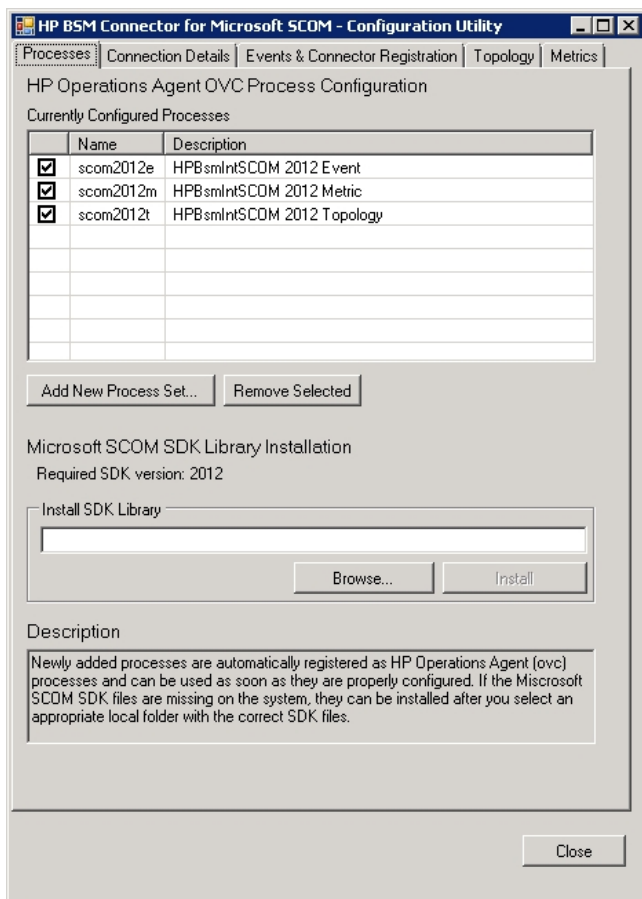 HP BSM Connector for Microsoft SCOM - Configuration Utility
Processes Connection Details Events & Connector Registration Topology Metrics
HP Operations Agent OVC Process Configuration
Currently Configured Processes
Name Description
scom2012e HPBsmIntSCOM 2012 Event
scom2012m HPBsmIntSCOM 2012 Metric
scom2012t HPBsmIntSCOM 2012 Topology
Add New Process Set... Remove Selected
Microsoft SCOM SDK Library Installation
Required SDK version: 2012
Install SDK Library
Browse... Install
Description
Newly added processes are automatically registered as HP Operations Agent (ovc)
processes and can be used as soon as they are properly configured. If the Miscrosoft
SCOM SDK files are missing on the system, they can be installed after you select an
appropriate local folder with the correct SDK files.
Close